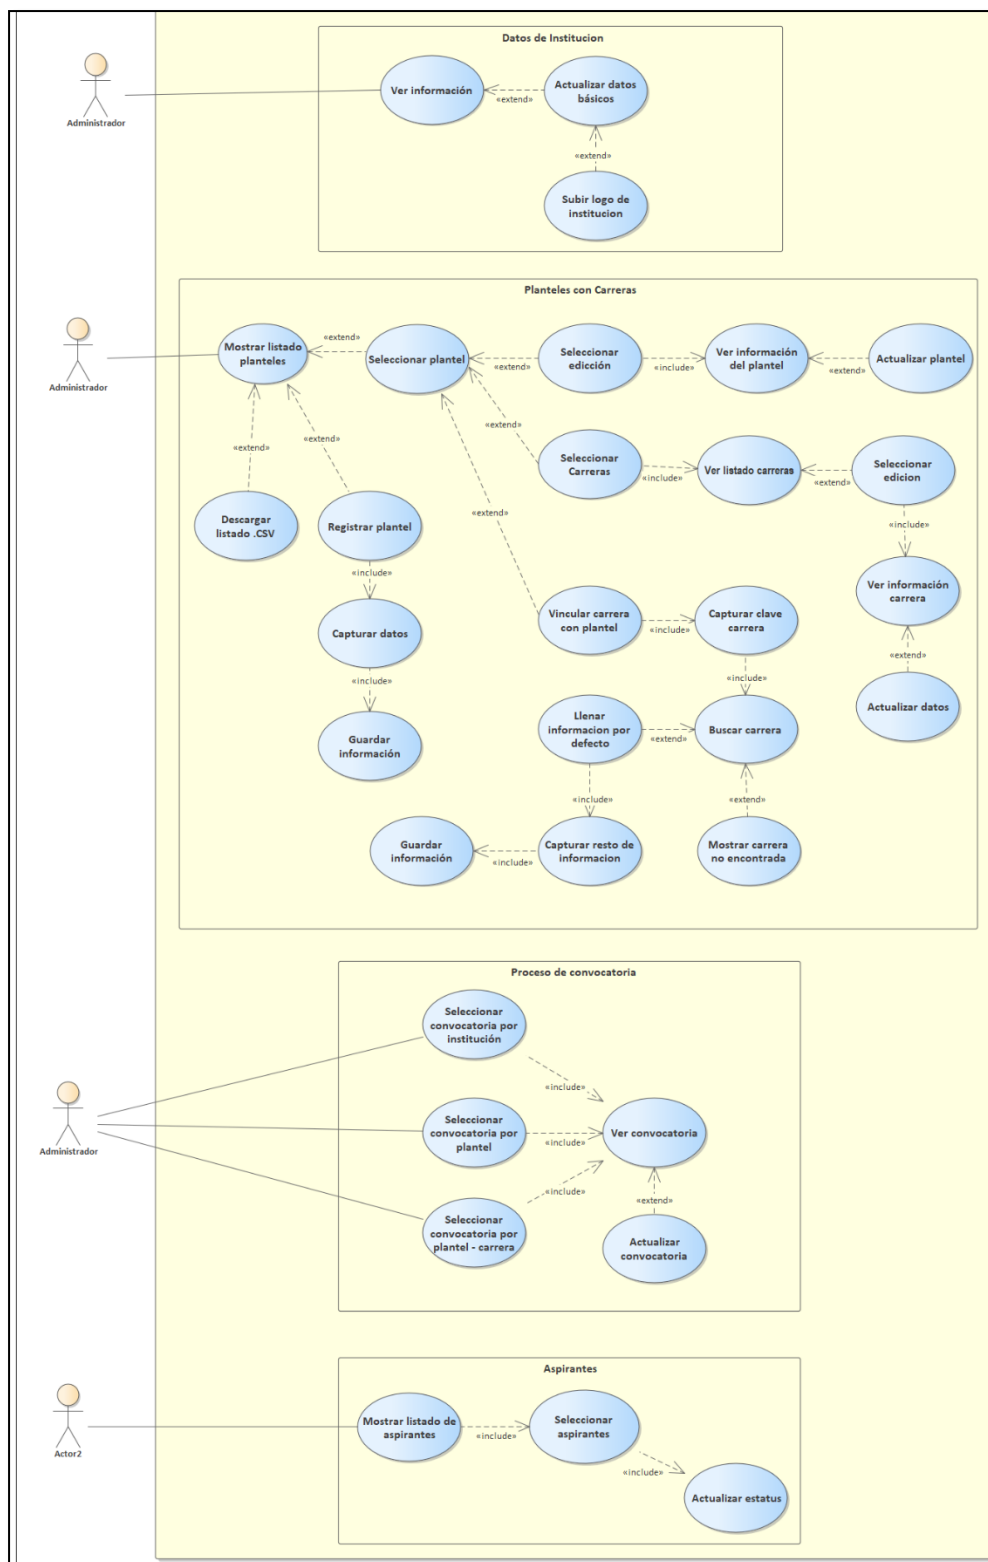 Datos de Institucion
Administrador
Ver información
«extend»
Actualizar datos
básicos
«extend»
Subir logo de
institucion
Planteles con Carreras
Administrador
Mostrar listado
planteles
«extend»
Seleccionar plantel
«extend»
Seleccionar
edicción
«include»
Ver información
del plantel
«extend»
Actualizar plantel
«extend»
«extend»
«extend»
Seleccionar
Carreras
«include»
Ver listado carreras
«extend»
Seleccionar
edicion
Descargar
listado .CSV
Registrar plantel
«extend»
«include»
«include»
Ver información
carrera
Capturar datos
Vincular carrera
con plantel
«include»
Capturar clave
carrera
«extend»
«include»
«include»
Actualizar datos
Guardar
información
Llenar
informacion por
defecto
«extend»
Buscar carrera
«include»
«extend»
Guardar
información
«include»
Capturar resto de
informacion
Mostrar carrera
no encontrada
Proceso de convocatoria
Seleccionar
convocatoria por
institución
«include»
Administrador
Seleccionar
convocatoria por
plantel
«include»
Ver convocatoria
«include»
«extend»
Seleccionar
convocatoria por
plantel - carrera
Actualizar
convocatoria
Aspirantes
Actor2
Mostrar listado de
aspirantes
«include»
Seleccionar
aspirantes
«include»
Actualizar estatus